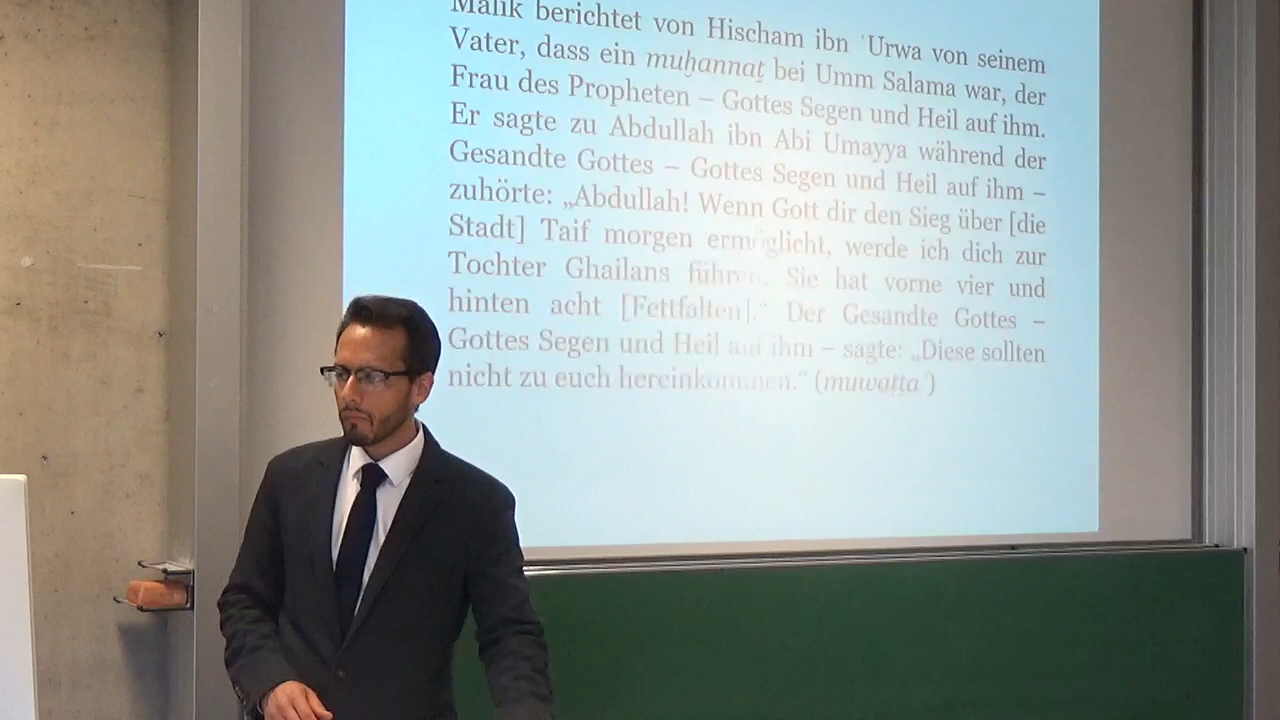 Malik berichtet von Hischam ibn ʿUrwa von seinem
Vater, dass ein muḫannaṯ bei Umm Salama war, der
Frau des Propheten – Gottes Segen und Heil auf ihm.
Er sagte zu Abdullah ibn Abi Umayya während der
Gesandte Gottes – Gottes Segen und Heil auf ihm –
zuhörte: „Abdullah! Wenn Gott dir den Sieg über [die
Stadt] Taif morgen ermöglicht, werde ich dich zur
Tochter Ghailans führen. Sie hat vorne vier und
hinten acht [Fettfalten].“ Der Gesandte Gottes –
Gottes Segen und Heil auf ihm – sagte: „Diese sollten
nicht zu euch hereinkommen.“ (muwaṭṭaʾ)